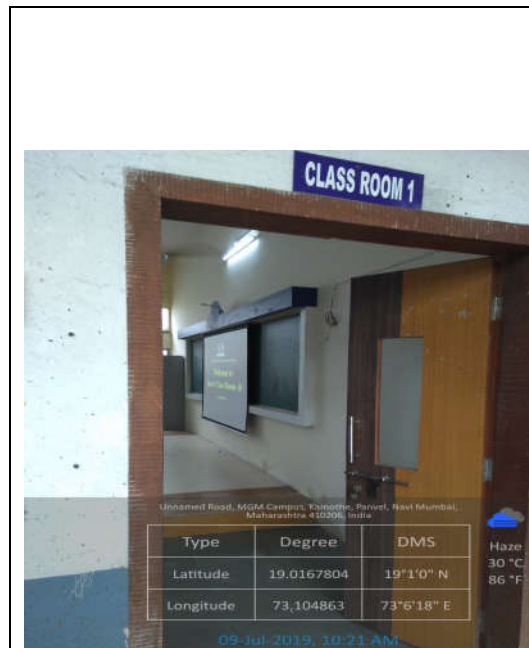 CLASS ROOM 1
Welcome to
Unnamed Road, MGM Campus, Kamothe, Panvel, Navi Mumbai,
Maharashtra 410206, India
Type Degree DMS
Latitude 19.0167804 19°1'0" N
Longitude 73,104863 73°6'18" E
Haze
30 °C
86 °F
09-Jul-2019, 10:21 AM